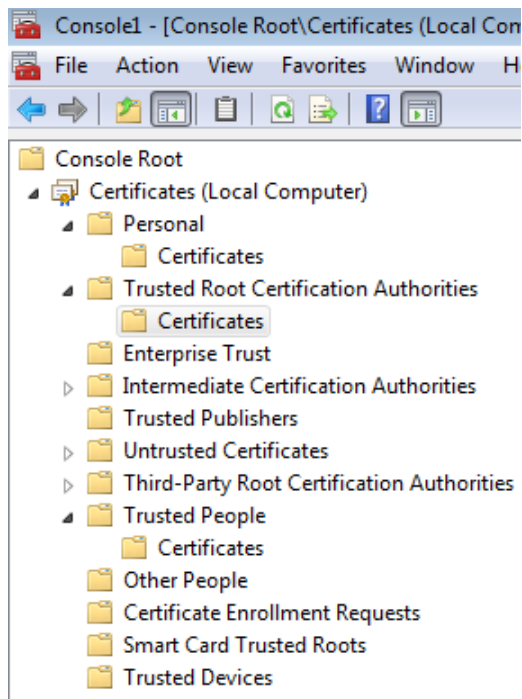 Console1 - [Console Root\Certificates (Local Com
File Action View Favorites Window H
Console Root
Certificates (Local Computer)
Personal
Certificates
Trusted Root Certification Authorities
Certificates
Enterprise Trust
Intermediate Certification Authorities
Trusted Publishers
Untrusted Certificates
Third-Party Root Certification Authorities
Trusted People
Certificates
Other People
Certificate Enrollment Requests
Smart Card Trusted Roots
Trusted Devices